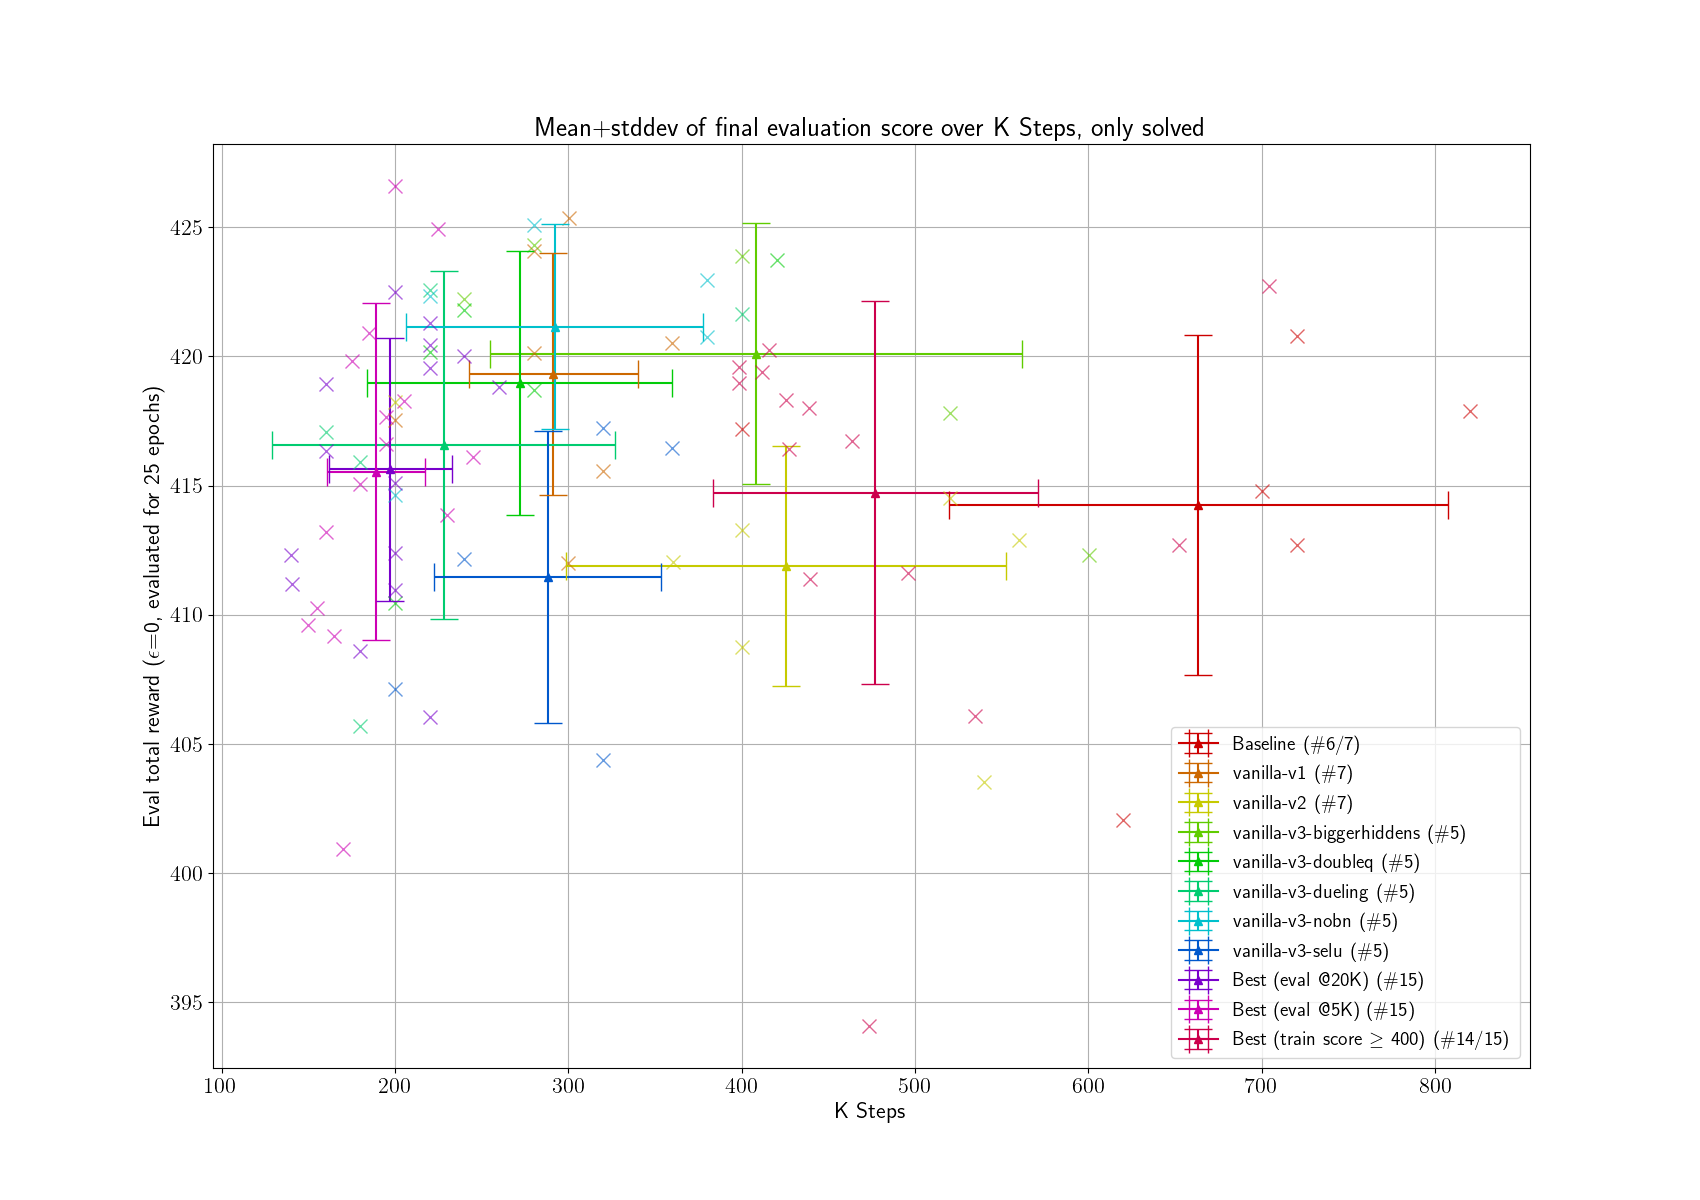 Mean+stddev of final evaluation score over K Steps, only solved
Eval total reward (ϵ=0, evaluated for 25 epochs)
425
420
415
410
405
400
395
100
200
300
400
500
600
700
800
K Steps
Baseline (#6/7)
vanilla-v1 (#7)
vanilla-v2 (#7)
vanilla-v3-biggerhiddens (#5)
vanilla-v3-doubleq (#5)
vanilla-v3-dueling (#5)
vanilla-v3-nobn (#5)
vanilla-v3-selu (#5)
Best (eval @20K) (#15)
Best (eval @5K) (#15)
Best (train score ≥ 400) (#14/15)